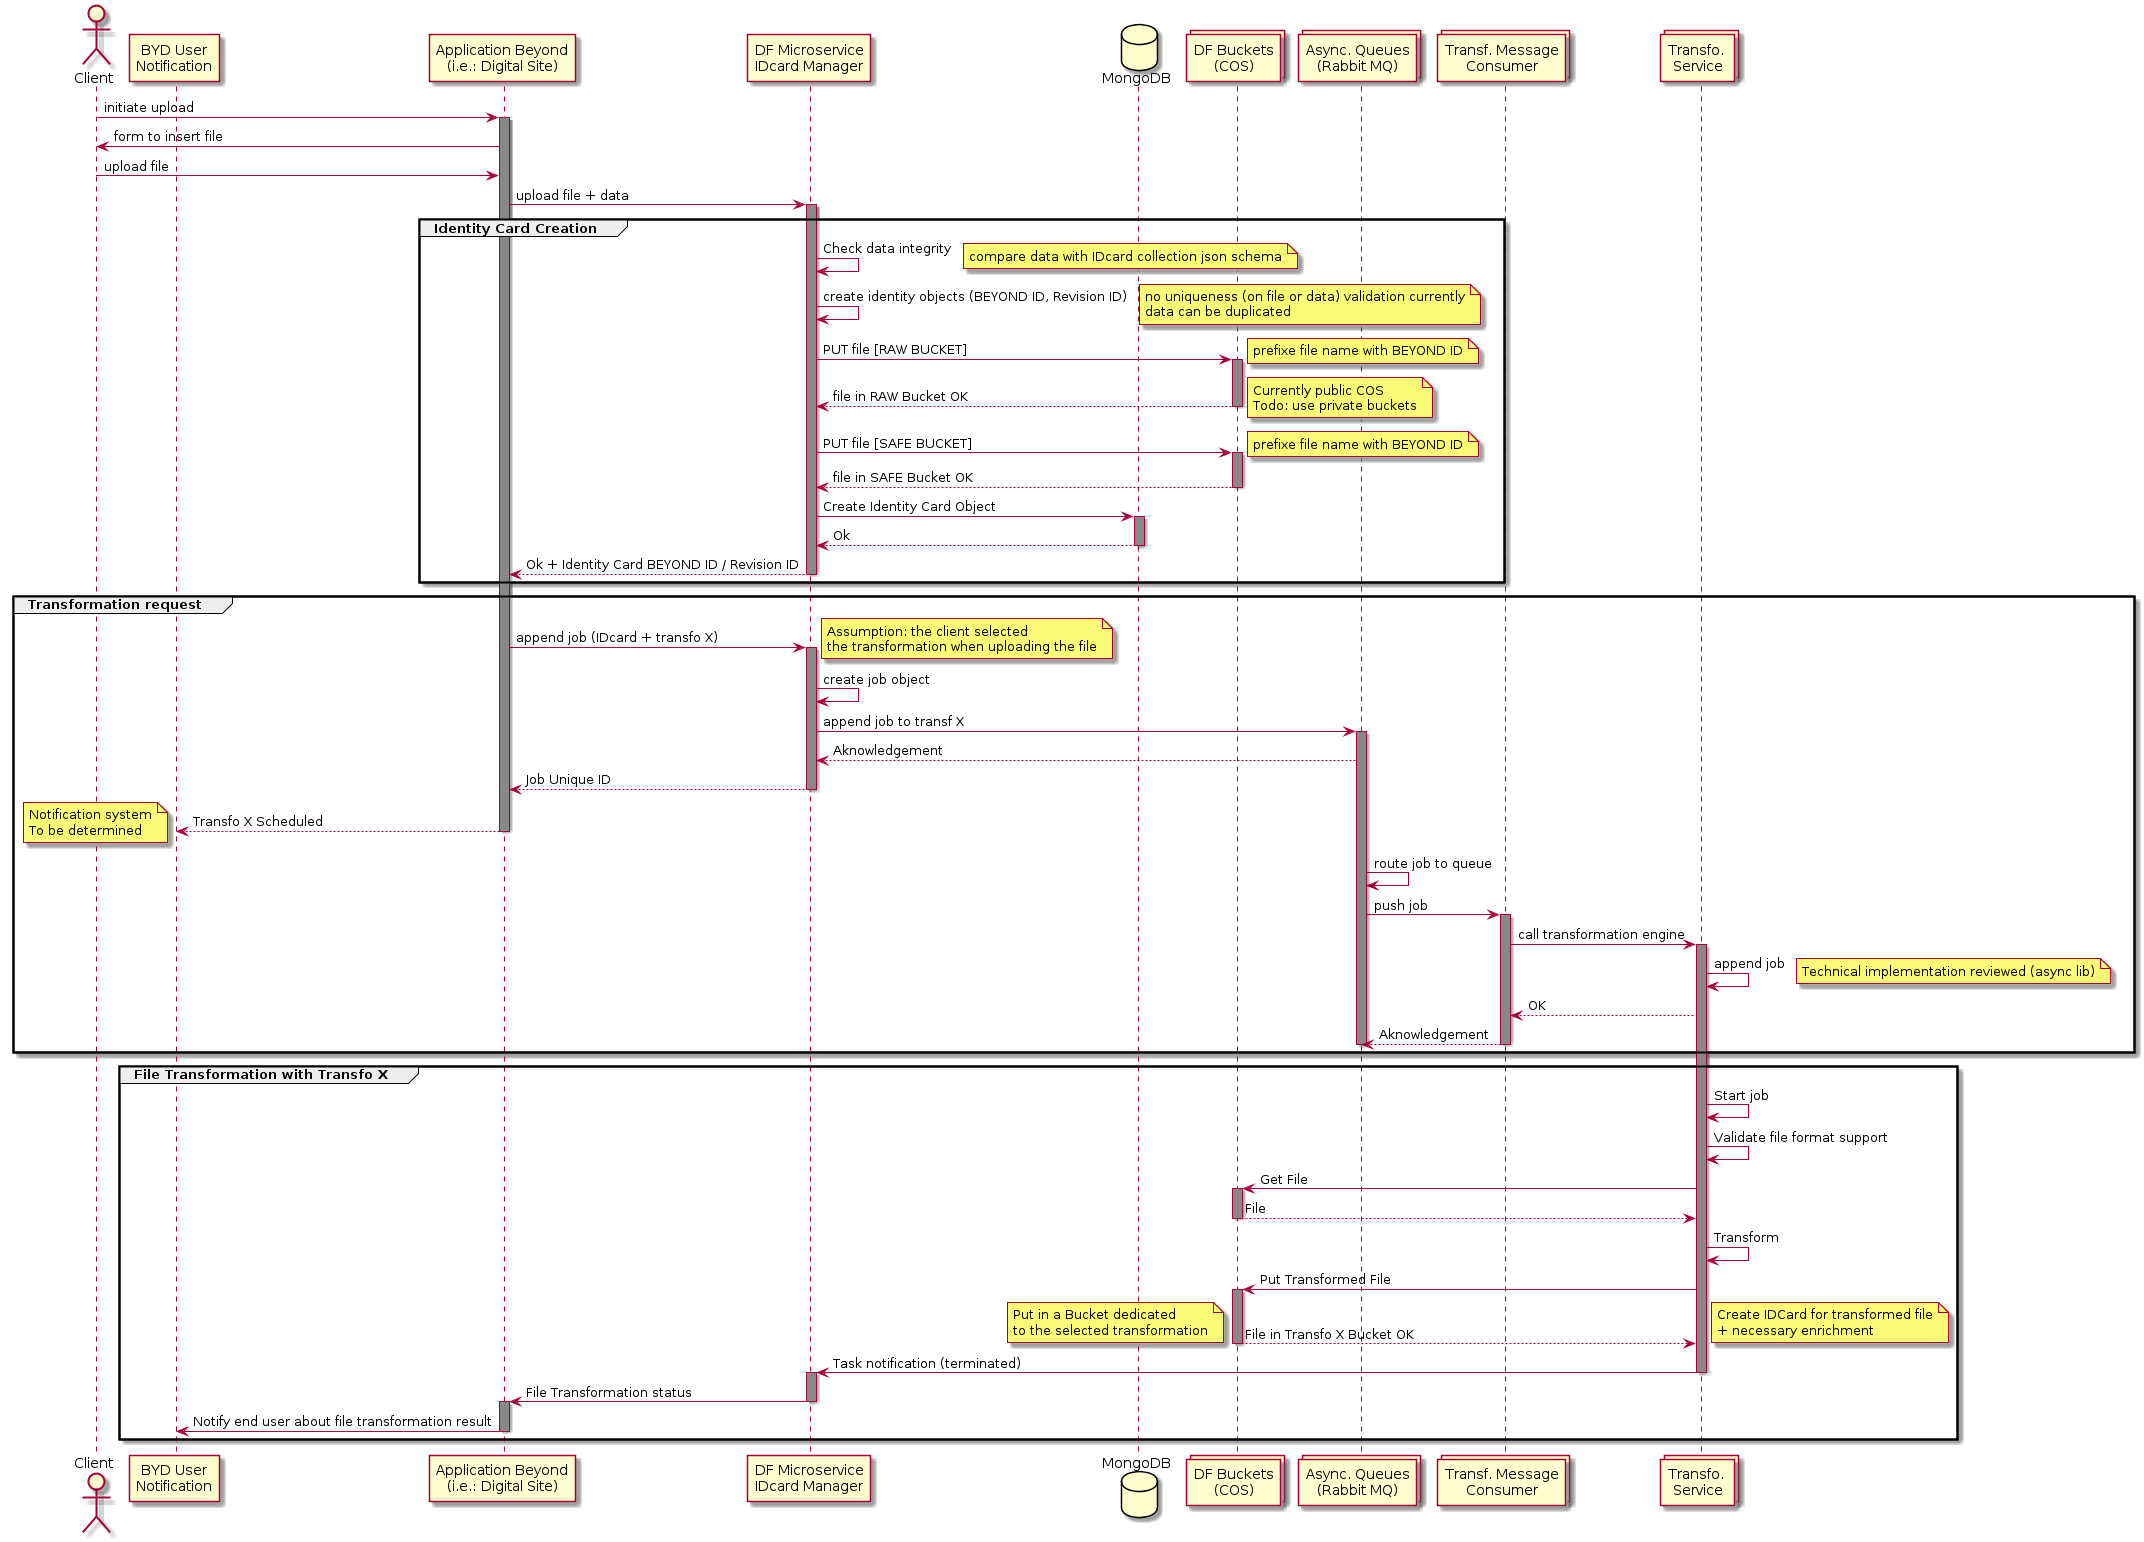 Client
BYD User
Notification
Application Beyond
(i.e.: Digital Site)
DF Microservice
IDcard Manager
MongoDB
DF Buckets
(COS)
Async. Queues
(Rabbit MQ)
Transf. Message
Consumer
Transfo.
Service
initiate upload
form to insert file
upload file
upload file + data
Identity Card Creation
Check data integrity
compare data with IDcard collection json schema
create identity objects (BEYOND ID, Revision ID)
no uniqueness (on file or data) validation currently
data can be duplicated
PUT file [RAW BUCKET]
prefixe file name with BEYOND ID
file in RAW Bucket OK
Currently public COS
Todo: use private buckets
PUT file [SAFE BUCKET]
prefixe file name with BEYOND ID
file in SAFE Bucket OK
Create Identity Card Object
Ok
Ok + Identity Card BEYOND ID / Revision ID
Transformation request
append job (IDcard + transfo X)
Assumption: the client selected
the transformation when uploading the file
create job object
append job to transf X
Aknowledgement
Job Unique ID
Notification system
To be determined
Transfo X Scheduled
route job to queue
push job
call transformation engine
append job
Technical implementation reviewed (async lib)
OK
Aknowledgement
File Transformation with Transfo X
Start job
Validate file format support
Get File
File
Transform
Put Transformed File
Put in a Bucket dedicated
to the selected transformation
File in Transfo X Bucket OK
Create IDCard for transformed file
+ necessary enrichment
Task notification (terminated)
File Transformation status
Notify end user about file transformation result
Client
BYD User
Notification
Application Beyond
(i.e.: Digital Site)
DF Microservice
IDcard Manager
MongoDB
DF Buckets
(COS)
Async. Queues
(Rabbit MQ)
Transf. Message
Consumer
Transfo.
Service